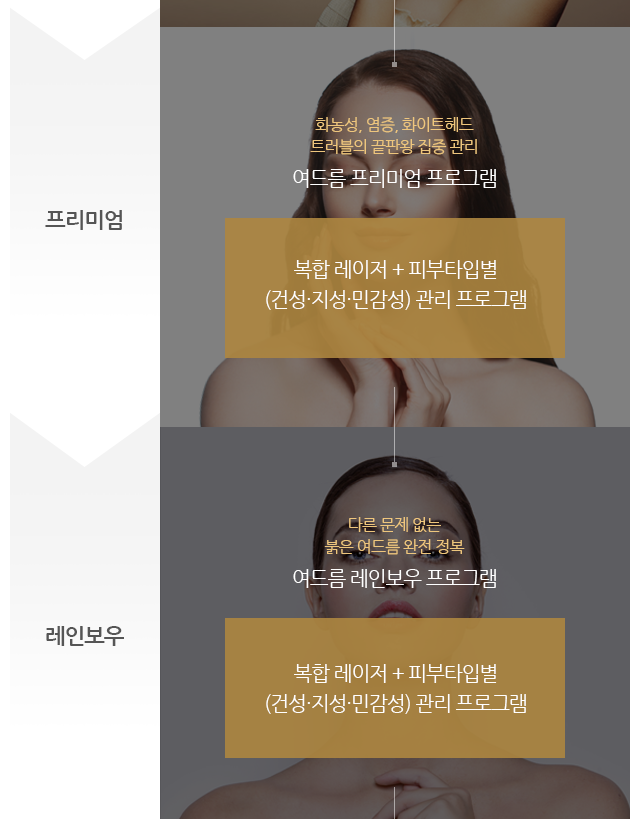 프리미엄
화농성, 염증, 화이트헤드
트러블의 끝판왕 집중 관리
여드름 프리미엄 프로그램
복합 레이저 + 피부타입별
(건성·지성·민감성) 관리 프로그램
레인보우
다른 문제 없는
붉은 여드름 완전 정복
여드름 레인보우 프로그램
복합 레이저 + 피부타입별
(건성·지성·민감성) 관리 프로그램